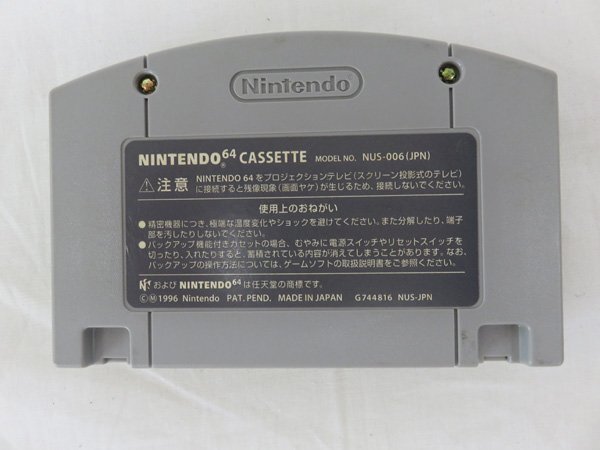 Nintendo
NINTENDO64 CASSETTE MODEL NO. NUS-006(JPN)
⚠注意 NINTENDO 64 をプロジェクションテレビ(スクリーン投影式のテレビ)
に接続すると残像現象(画面ヤケ)が生じるため、接続しないでください。
使用上のおねがい
●精密機器につき、極端な温度変化やショックを避けてください。また分解したり、端子
部を汚したりしないでください。
●バックアップ機能付きカセットの場合、むやみに電源スイッチやリセットスイッチを
切ったり、入れたりすると、蓄積されている内容が消えてしまうことがあります。なお、
バックアップの操作方法については、ゲームソフトの取扱説明書をご参照ください。
N およびNINTENDO64は任天堂の商標です。
ⒸⓂ1996 Nintendo PAT. PEND. MADE IN JAPAN G744816 NUS-JPN